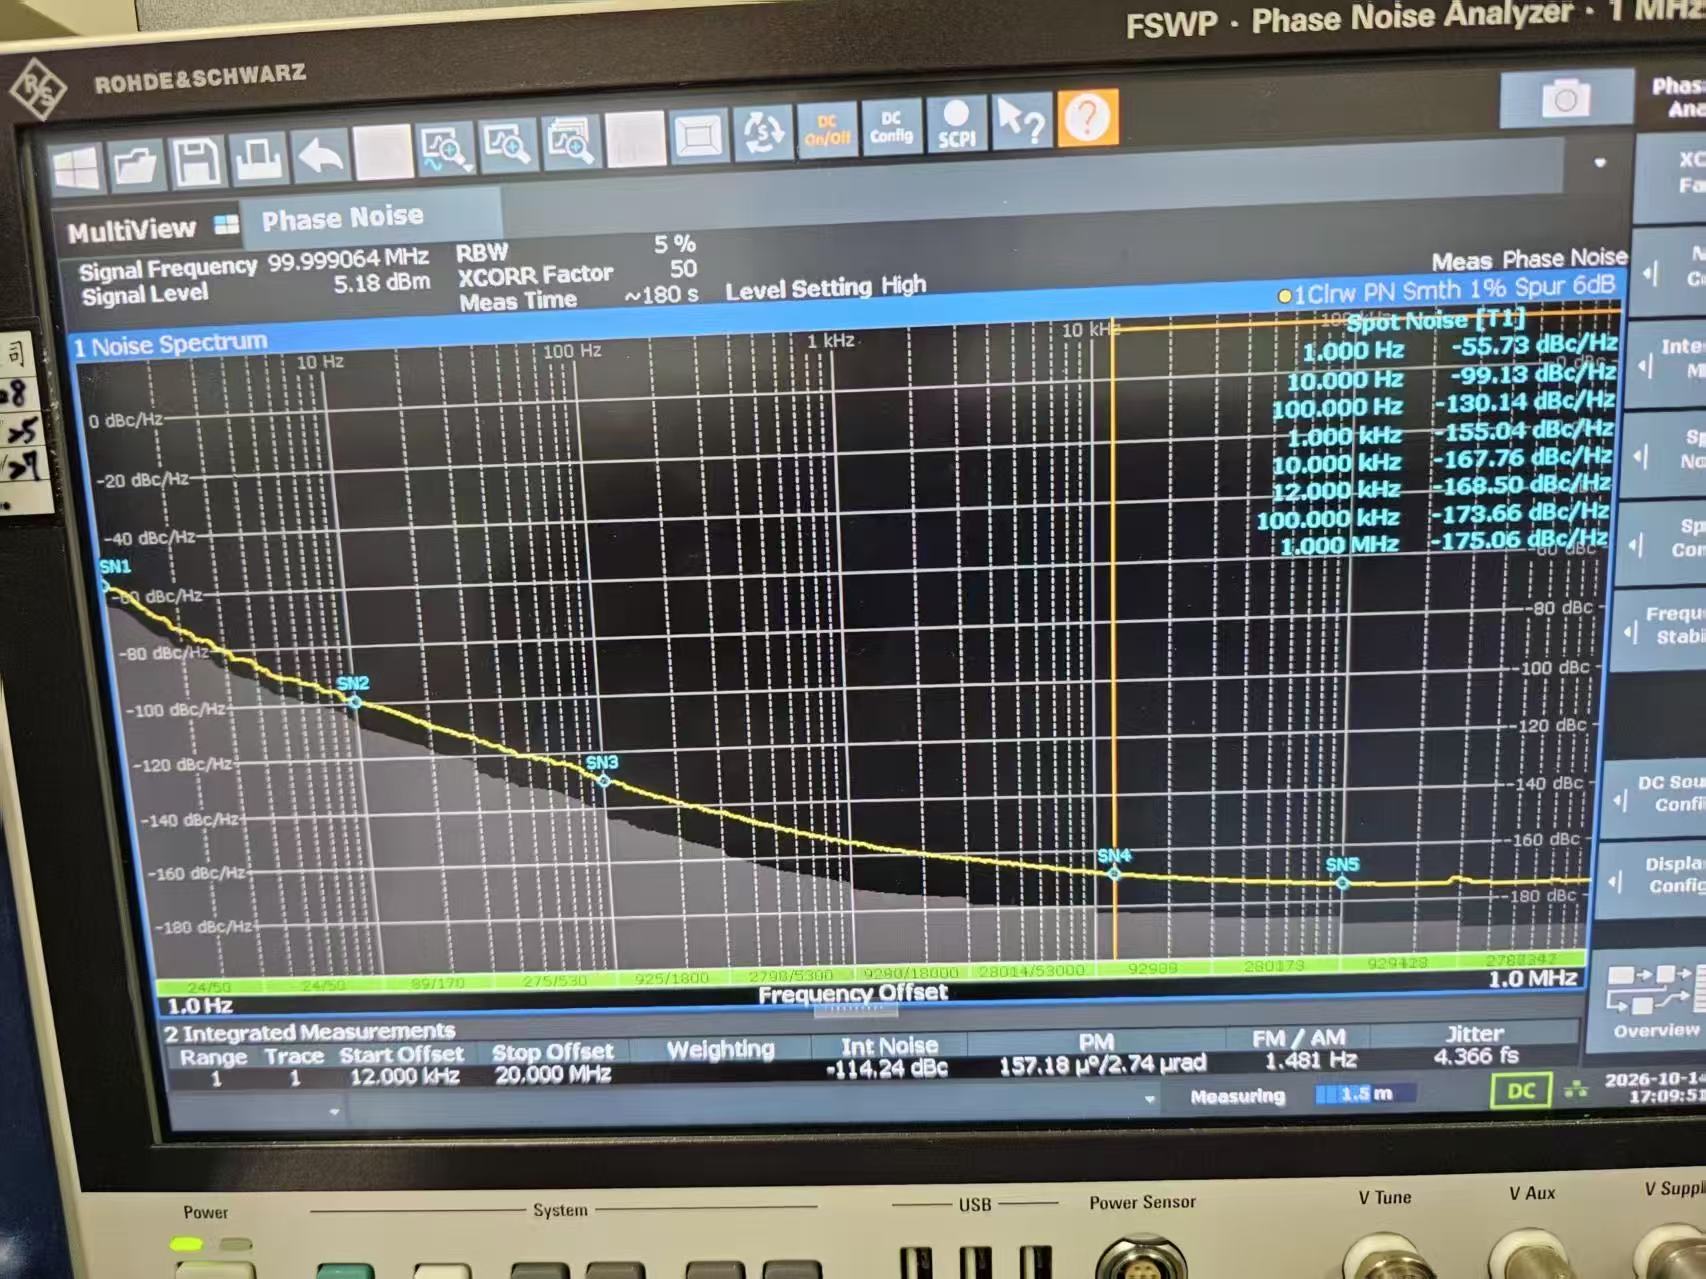 FSWP · Phase Noise Analyzer · 1 MHz
ROHDE&SCHWARZ
DC
On/Off
DC
Config
SCPI
MultiView
Phase Noise
Signal Frequency 99.999064 MHz RBW 5 %
Signal Level 5.18 dBm XCORR Factor 50
Meas Time ~180 s Level Setting High
Meas Phase Noise
1 Noise Spectrum
1Clrw PN Smth 1% Spur 6dB
10 Hz 100 Hz 1 kHz 10 kHz
Spot Noise [T1]
1.000 Hz -55.73 dBc/Hz
10.000 Hz -99.13 dBc/Hz
100.000 Hz -130.14 dBc/Hz
1.000 kHz -155.04 dBc/Hz
10.000 kHz -167.76 dBc/Hz
12.000 kHz -168.50 dBc/Hz
100.000 kHz -173.66 dBc/Hz
1.000 MHz -175.06 dBc/Hz
0 dBc/Hz
-20 dBc/Hz
-40 dBc/Hz
-60 dBc/Hz
-80 dBc/Hz
-100 dBc/Hz
-120 dBc/Hz
-140 dBc/Hz
-160 dBc/Hz
-180 dBc/Hz
SN1
SN2
SN3
SN4
SN5
-80 dBc
-100 dBc
-120 dBc
-140 dBc
-160 dBc
-180 dBc
24/50 24/50 89/170 275/530 925/1800 2798/5300 9280/18000 28014/53000
1.0 Hz Frequency Offset 1.0 MHz
2 Integrated Measurements
Range Trace Start Offset Stop Offset Weighting Int Noise PM FM / AM Jitter
1 1 12.000 kHz 20.000 MHz -114.24 dBc 157.18 µ°/2.74 µrad 1.481 Hz 4.366 fs
Measuring 1.5 m DC
17:09:51
DC Sou
Confi
Displa
Config
Overview
Power
System
USB
Power Sensor
V Tune
V Aux
V Suppl